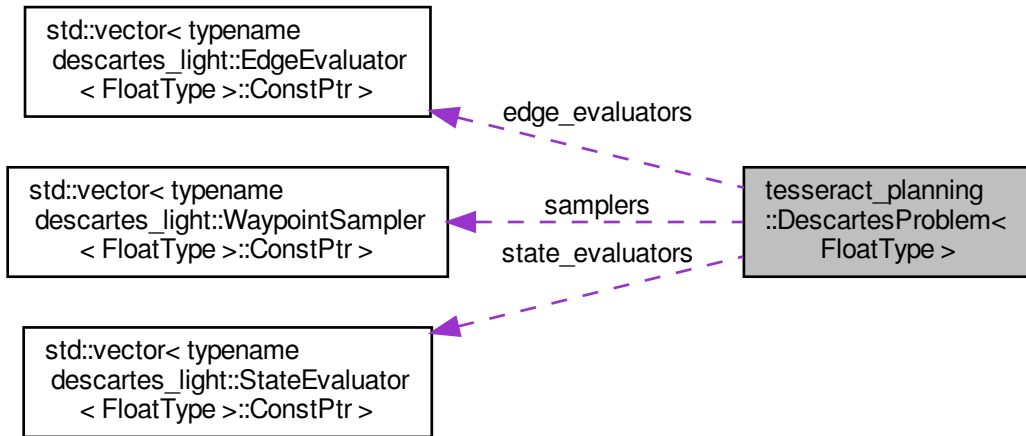 std::vector< typename
descartes_light::EdgeEvaluator
< FloatType >::ConstPtr >
edge_evaluators
std::vector< typename
descartes_light::WaypointSampler
< FloatType >::ConstPtr >
samplers
tesseract_planning
::DescartesProblem<
FloatType >
state_evaluators
std::vector< typename
descartes_light::StateEvaluator
< FloatType >::ConstPtr >